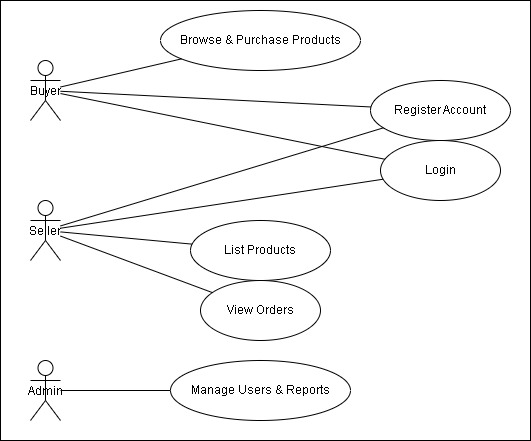 Browse & Purchase Products
Buyer
Register Account
Login
Seller
List Products
View Orders
Admin
Manage Users & Reports